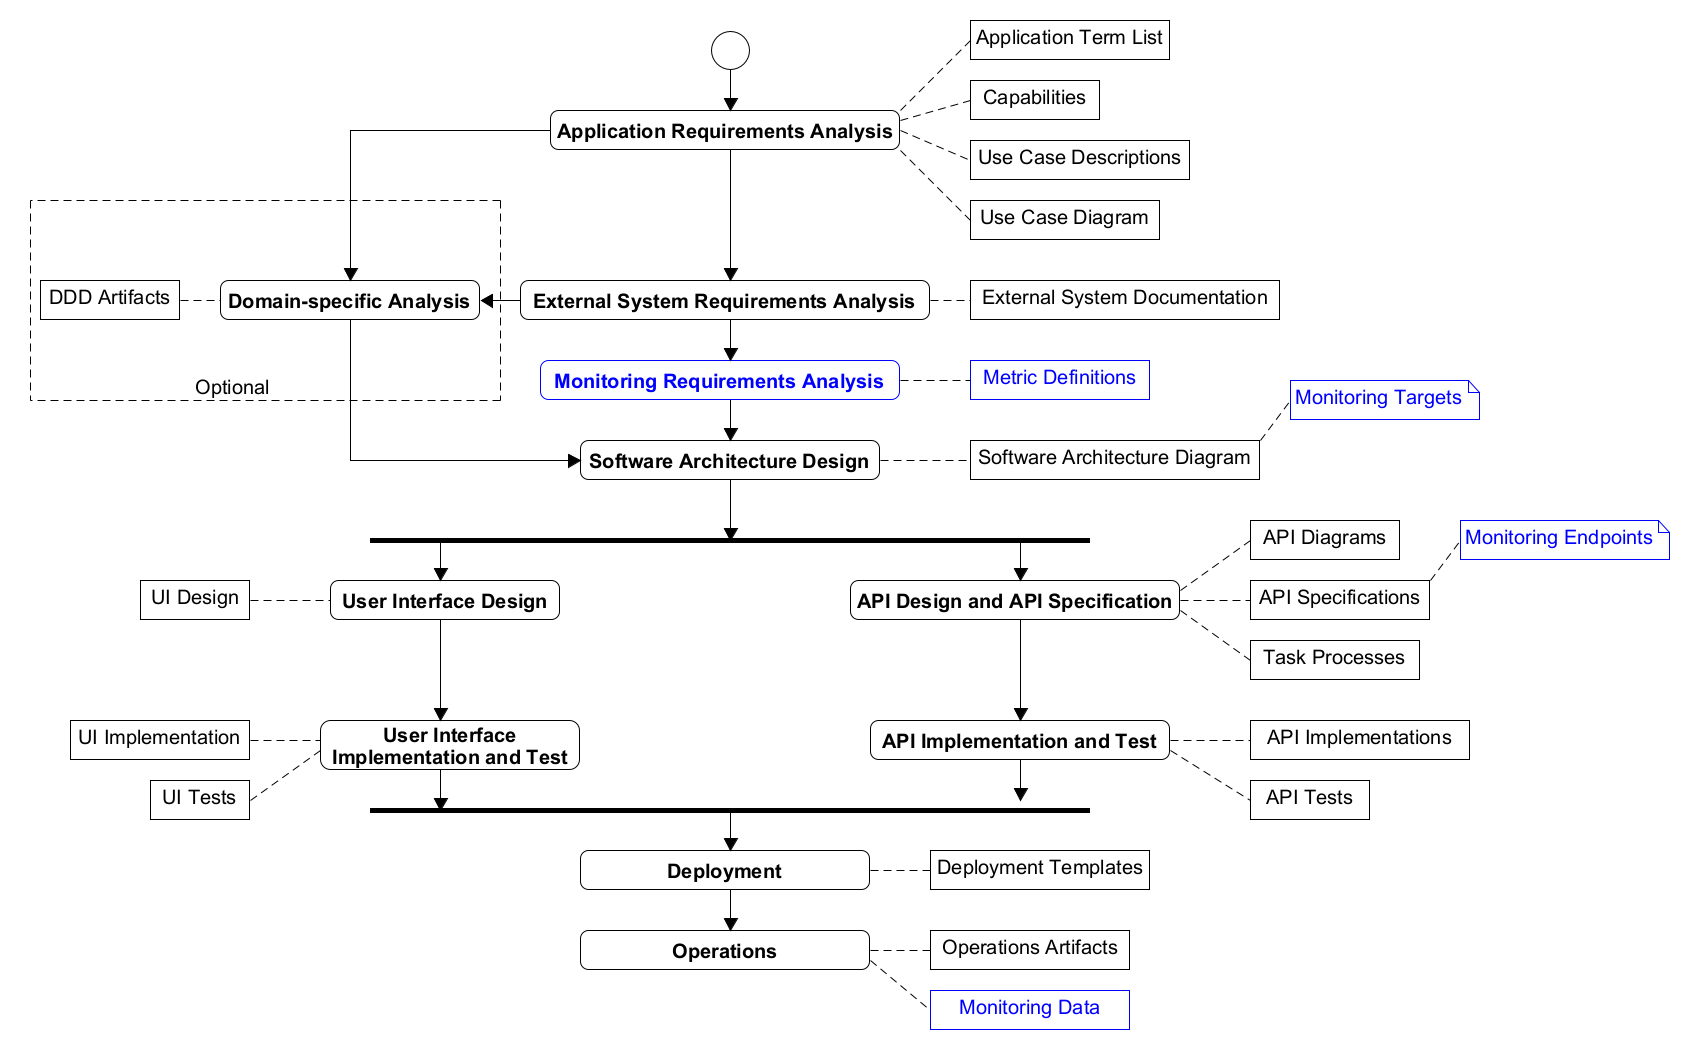 Application Term List
Capabilities
Application Requirements Analysis
Use Case Descriptions
Use Case Diagram
DDD Artifacts
Domain-specific Analysis
External System Requirements Analysis
External System Documentation
Optional
Monitoring Requirements Analysis
Metric Definitions
Monitoring Targets
Software Architecture Design
Software Architecture Diagram
API Diagrams
Monitoring Endpoints
UI Design
User Interface Design
API Design and API Specification
API Specifications
Task Processes
UI Implementation
User Interface
Implementation and Test
API Implementation and Test
API Implementations
UI Tests
API Tests
Deployment
Deployment Templates
Operations
Operations Artifacts
Monitoring Data